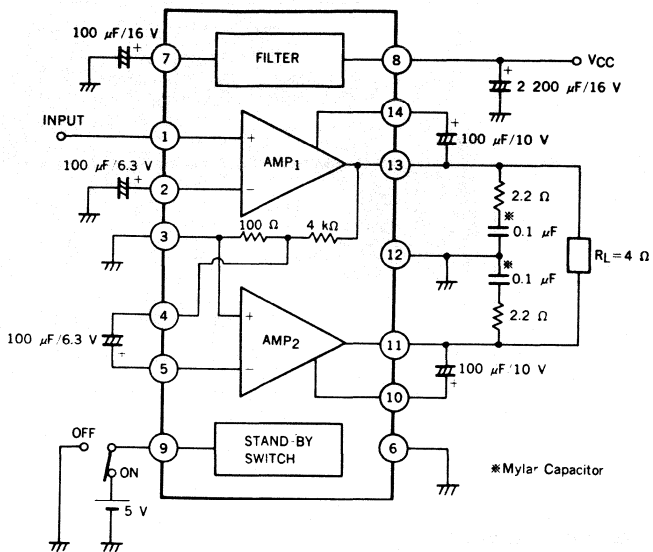 100 μF/16 V
+
7
FILTER
8
VCC
+
2 200 μF/16 V
14
+
100 μF/10 V
INPUT
1
+
AMP1
13
100 μF/6.3 V
+
2
−
2.2 Ω
※
0.1 μF
3
100 Ω
4 kΩ
12
RL=4 Ω
※
0.1 μF
4
+
2.2 Ω
100 μF/6.3 V
+
AMP2
11
5
−
100 μF/10 V
+
10
OFF
9
STAND-BY
SWITCH
6
ON
※Mylar Capacitor
5 V